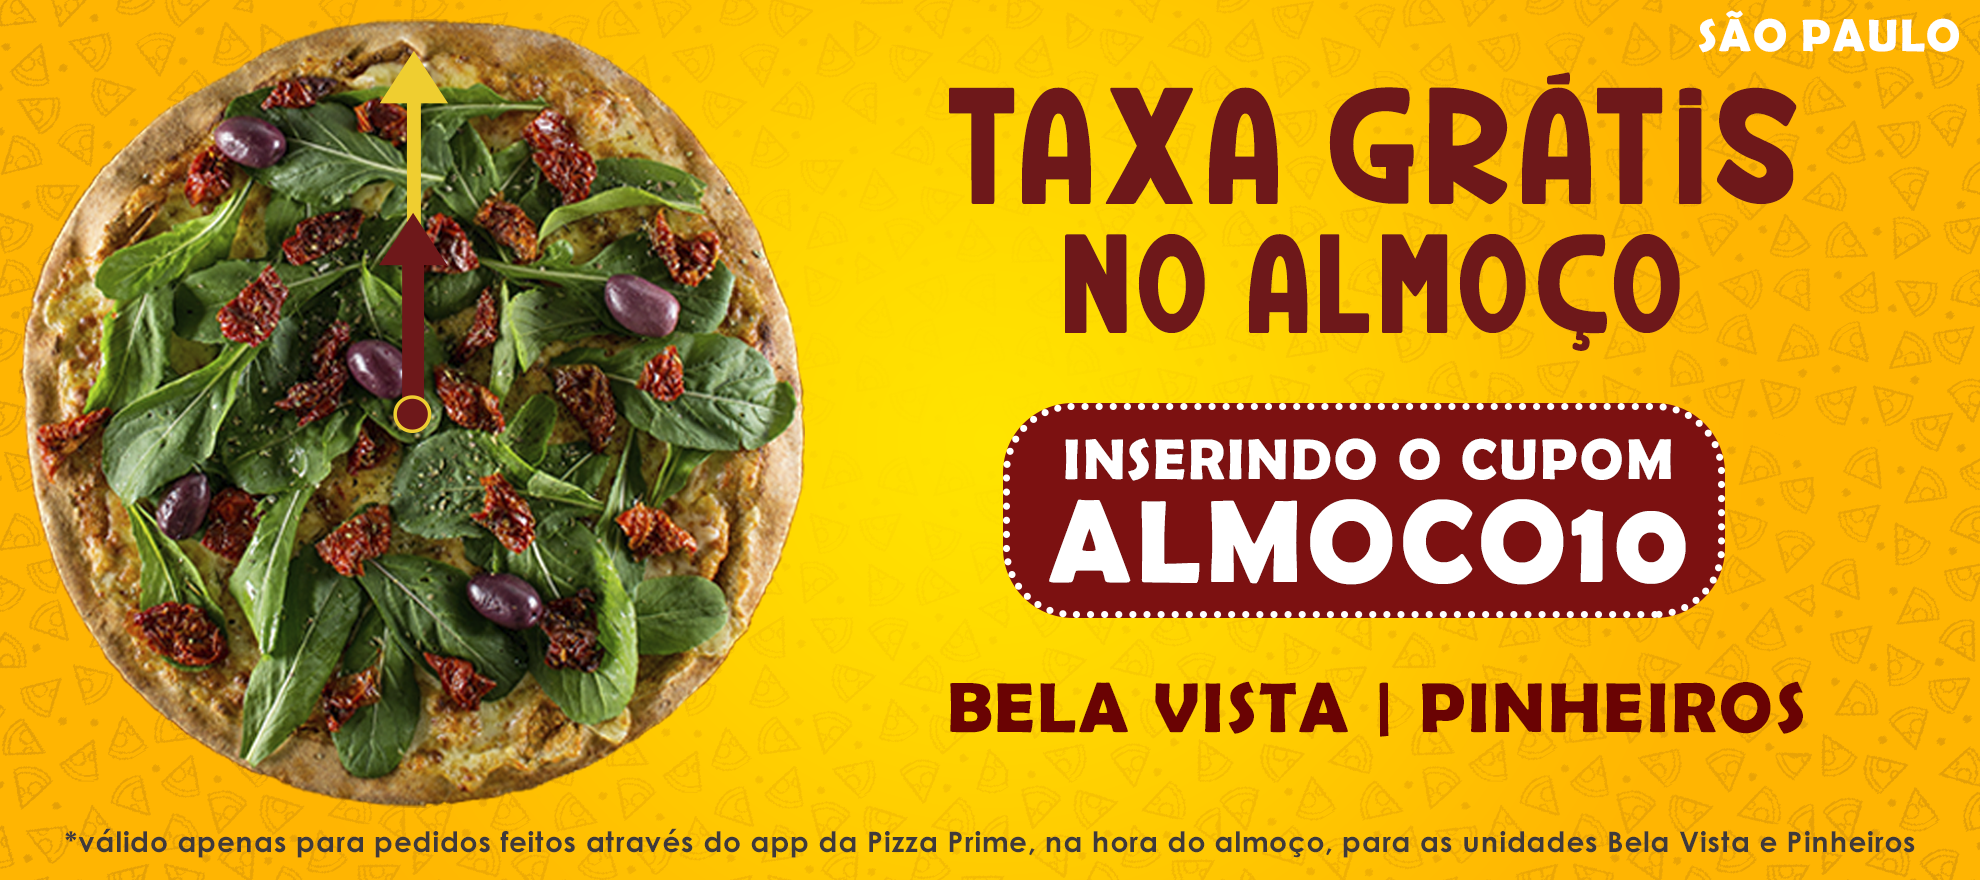 SÃO PAULO
TAXA GRÁTIS
NO ALMOÇO
INSERINDO O CUPOM
ALMOCO10
BELA VISTA | PINHEIROS
*válido apenas para pedidos feitos através do app da Pizza Prime, na hora do almoço, para as unidades Bela Vista e Pinheiros